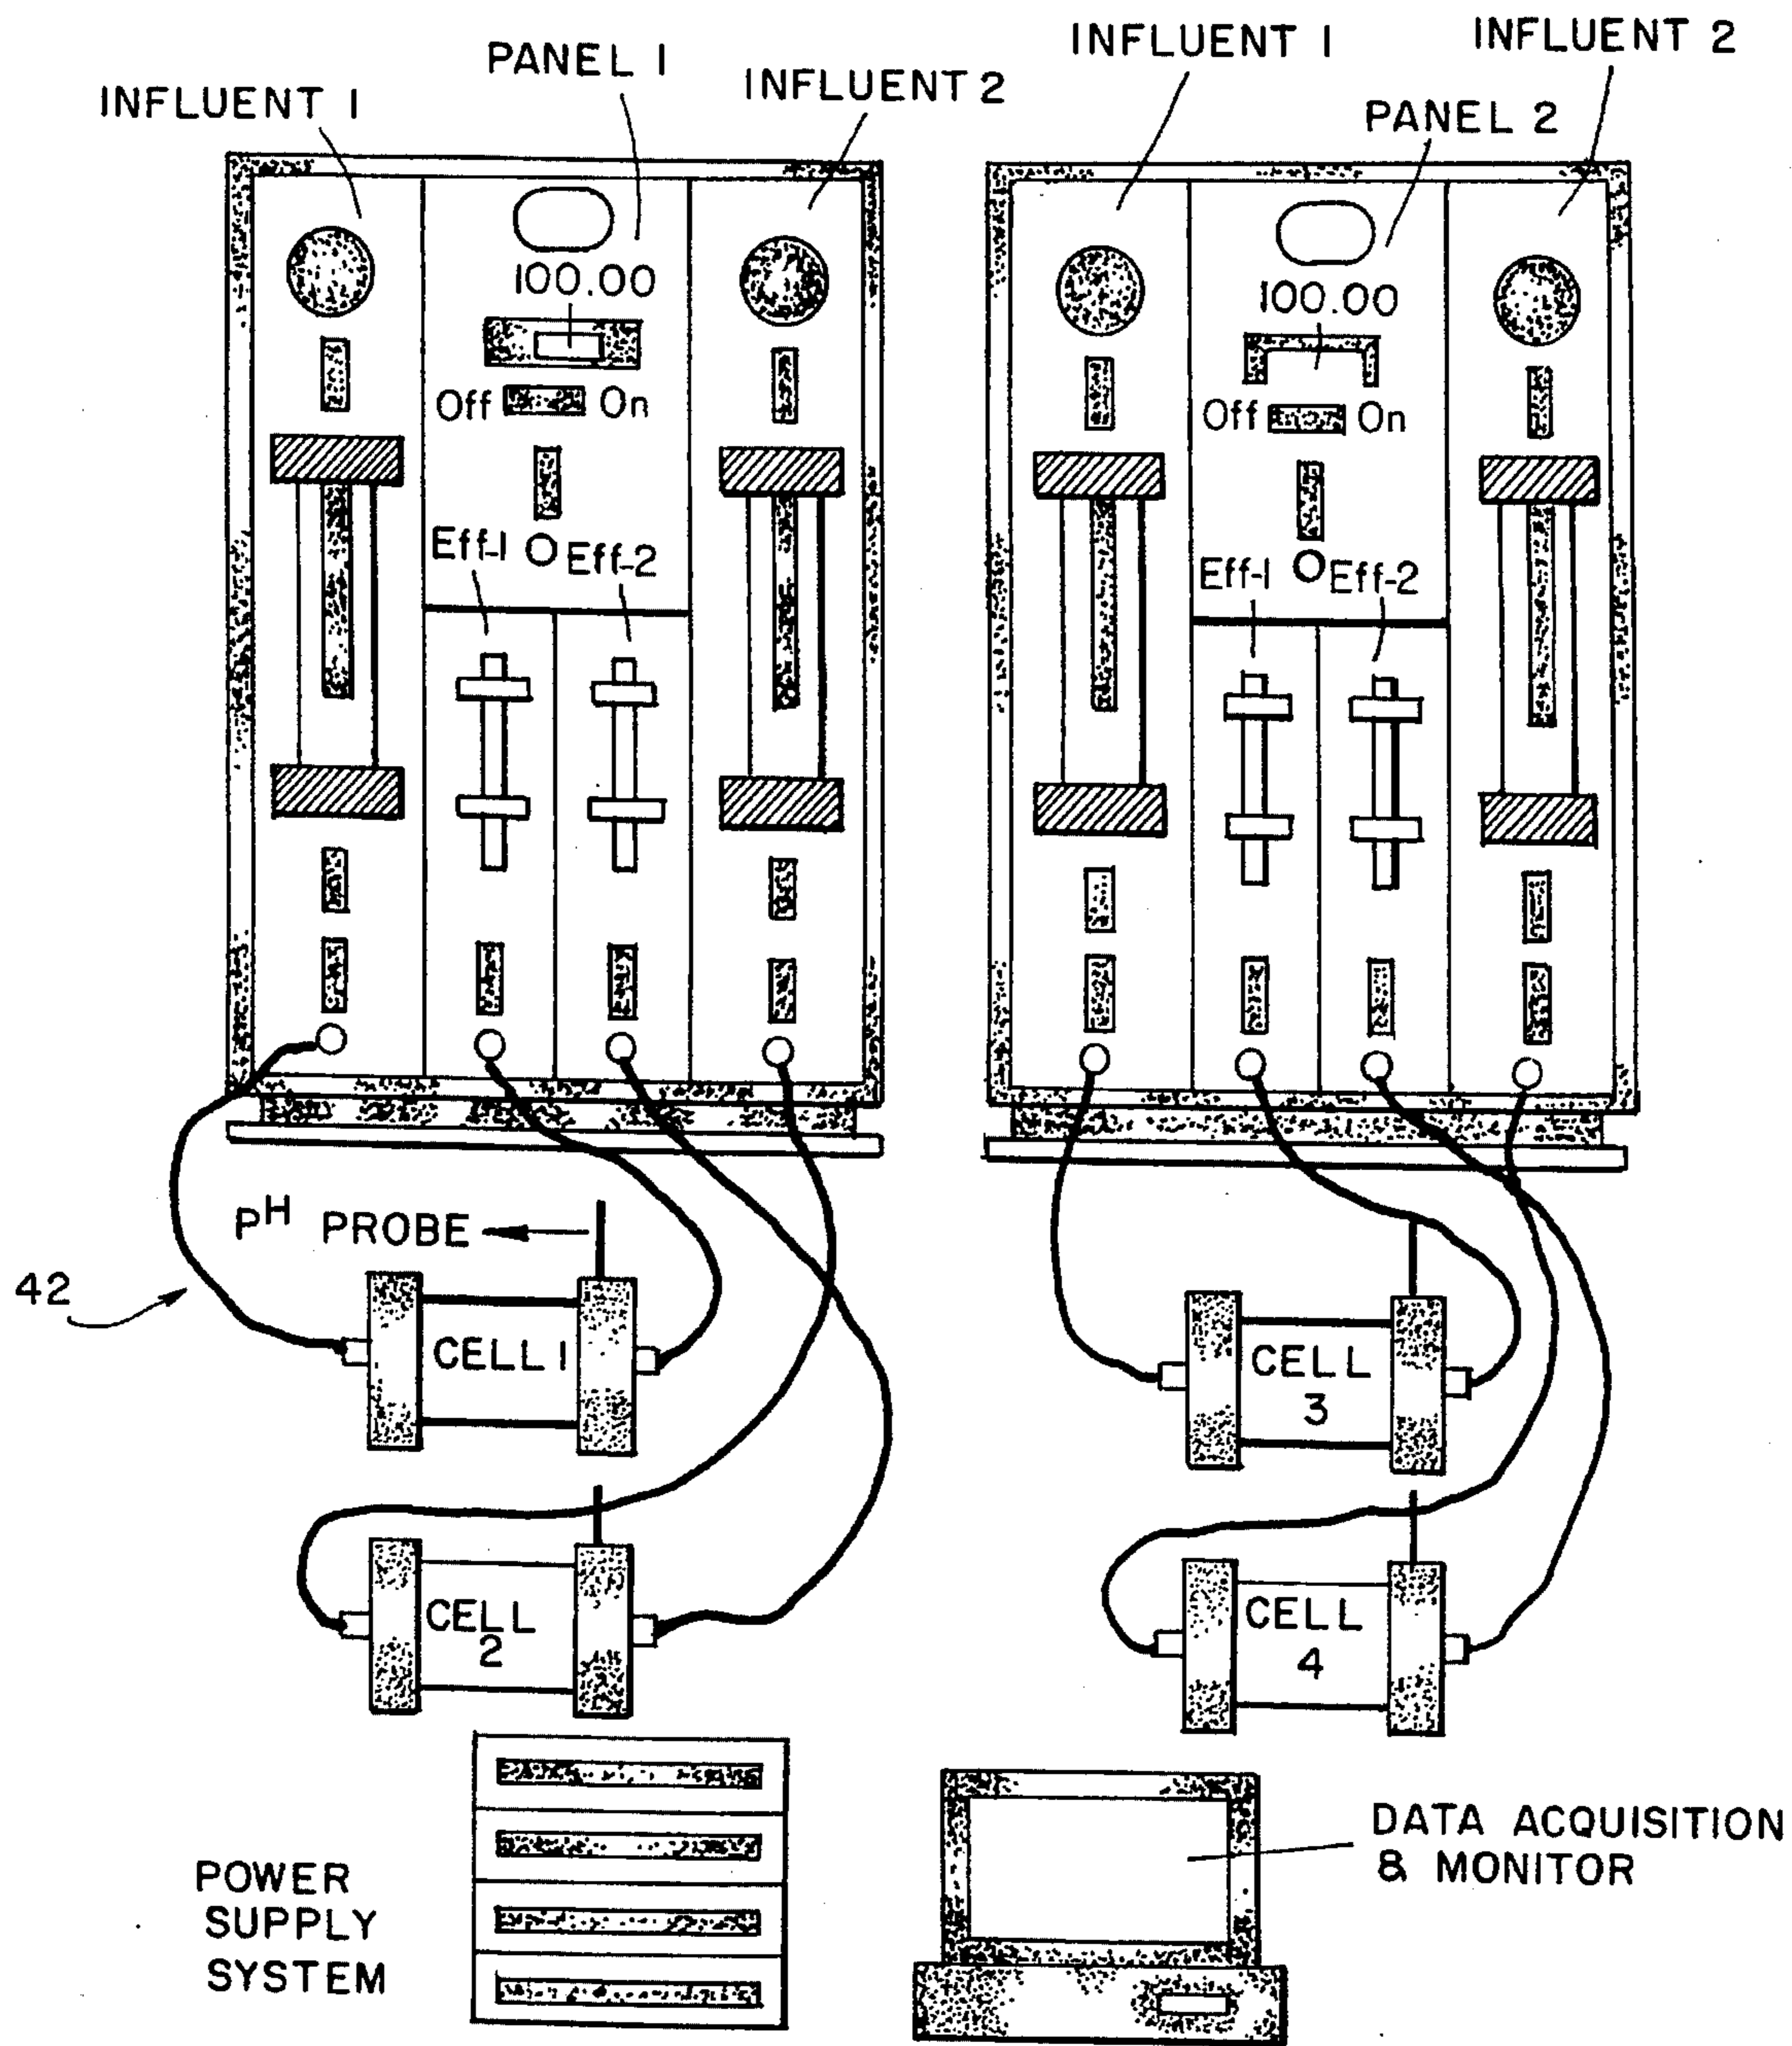 INFLUENT 1
PANEL 1
INFLUENT 2
INFLUENT 1
PANEL 2
INFLUENT 2
100.00
Off On
Eff-1 Eff-2
100.00
Off On
Eff-1 Eff-2
PH PROBE
42
CELL 1
CELL
3
CELL
2
CELL
4
POWER
SUPPLY
SYSTEM
DATA ACQUISITION
& MONITOR